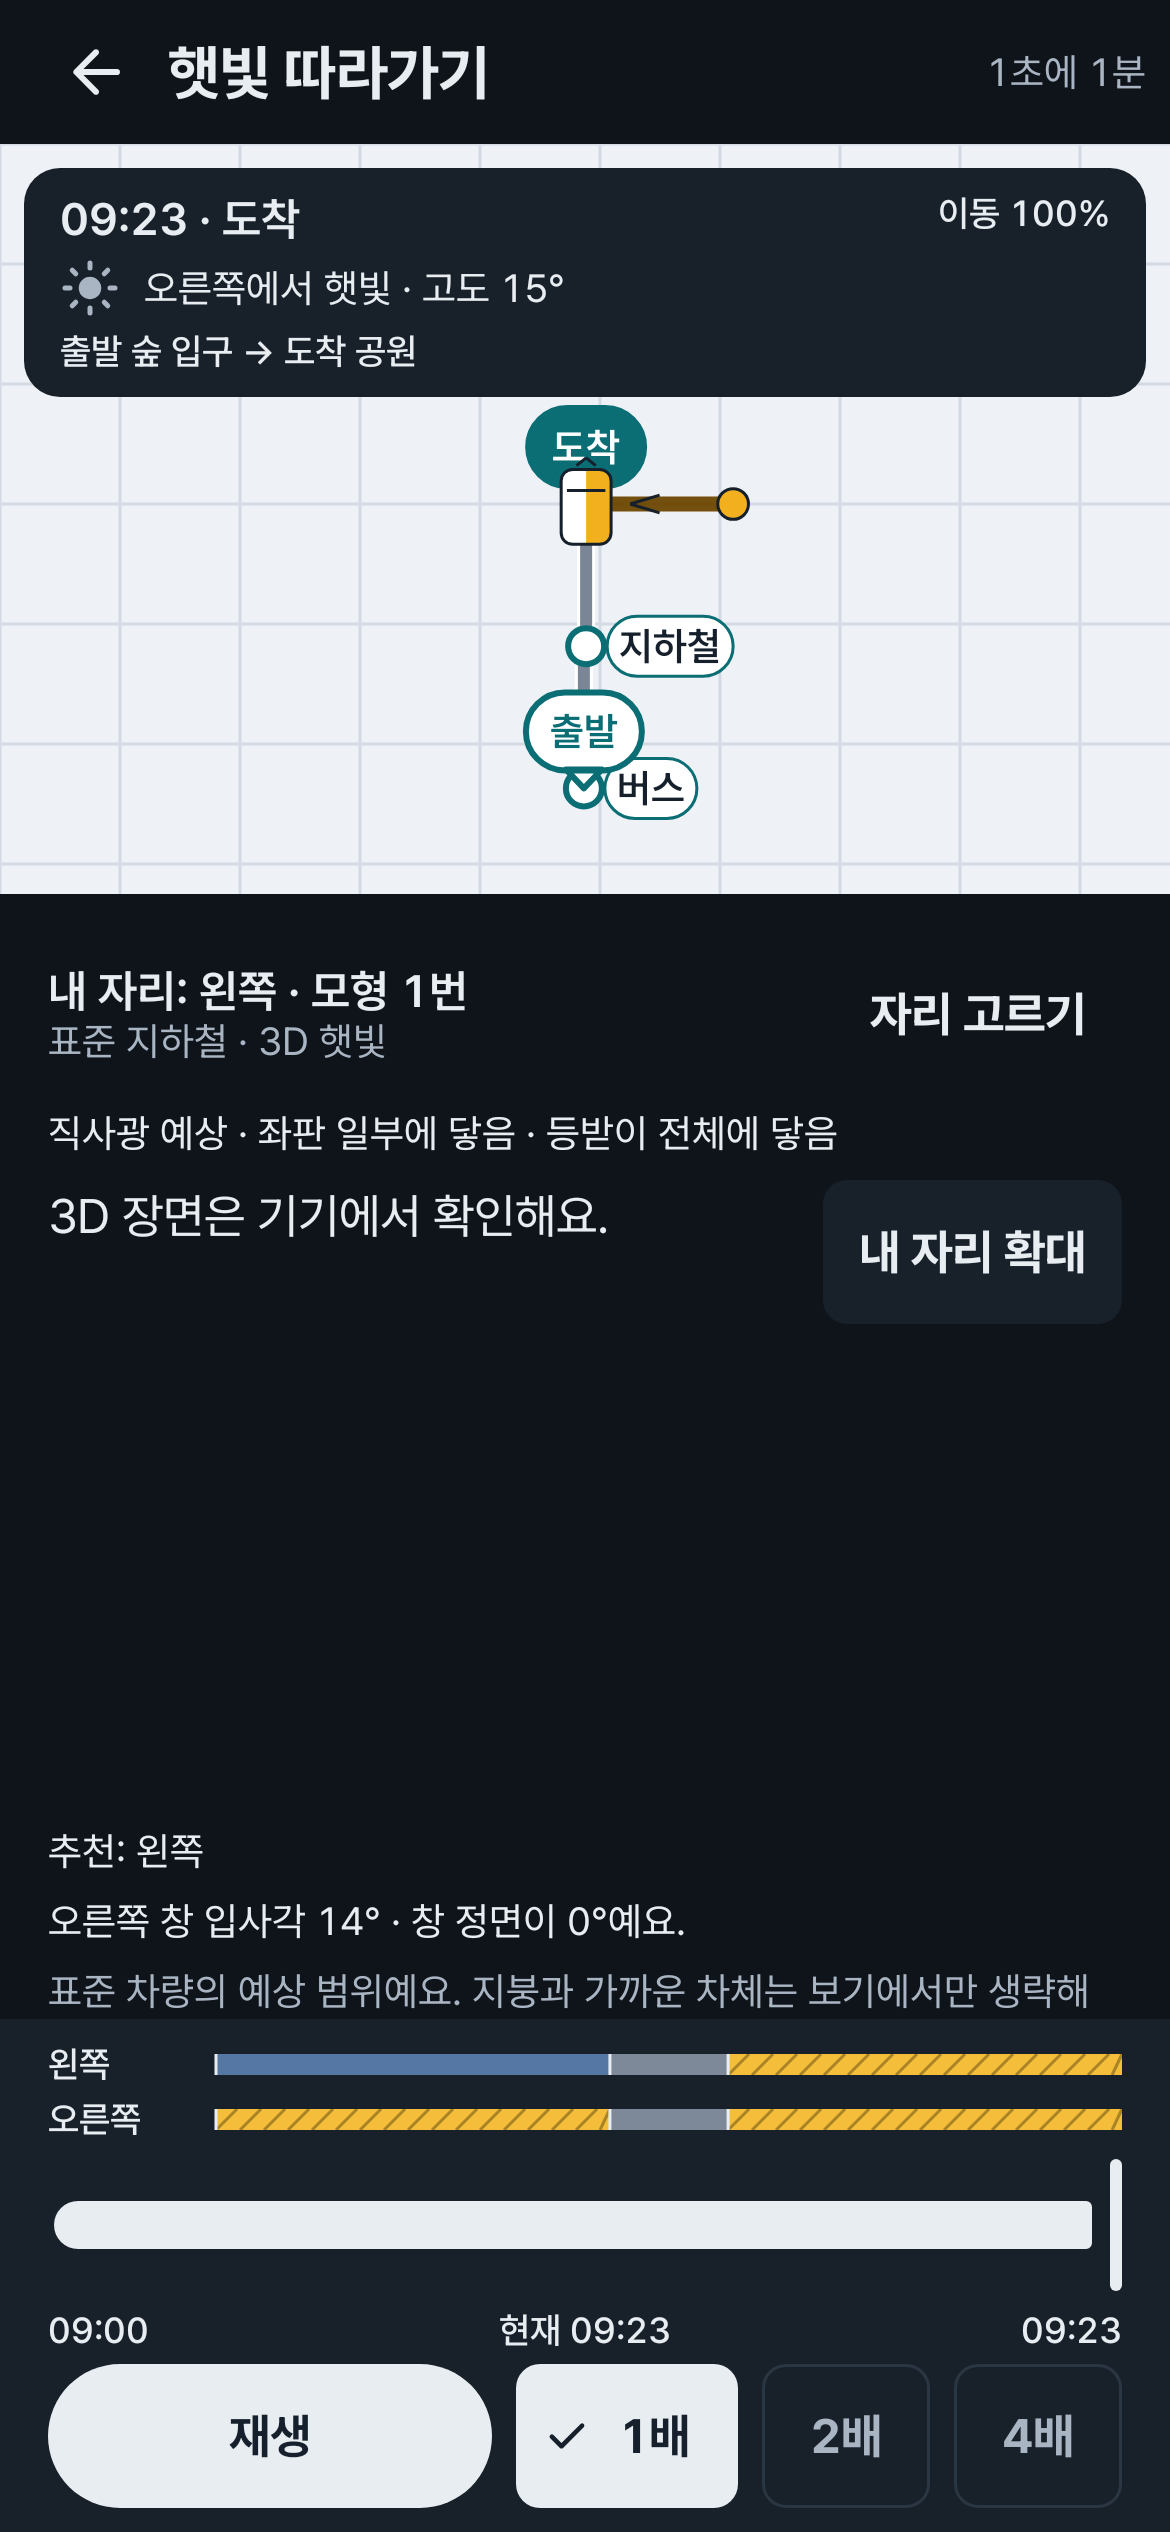 햇빛 따라가기
1초에 1분
09:23 · 도착
이동 100%
오른쪽에서 햇빛 · 고도 15°
출발 숲 입구 → 도착 공원
도착
지하철
출발
버스
내 자리: 왼쪽 · 모형 1번
표준 지하철 · 3D 햇빛
자리 고르기
직사광 예상 · 좌판 일부에 닿음 · 등받이 전체에 닿음
3D 장면은 기기에서 확인해요.
내 자리 확대
추천: 왼쪽
오른쪽 창 입사각 14° · 창 정면이 0°예요.
표준 차량의 예상 범위예요. 지붕과 가까운 차체는 보기에서만 생략해
왼쪽
오른쪽
09:00
현재 09:23
09:23
재생
1배
2배
4배